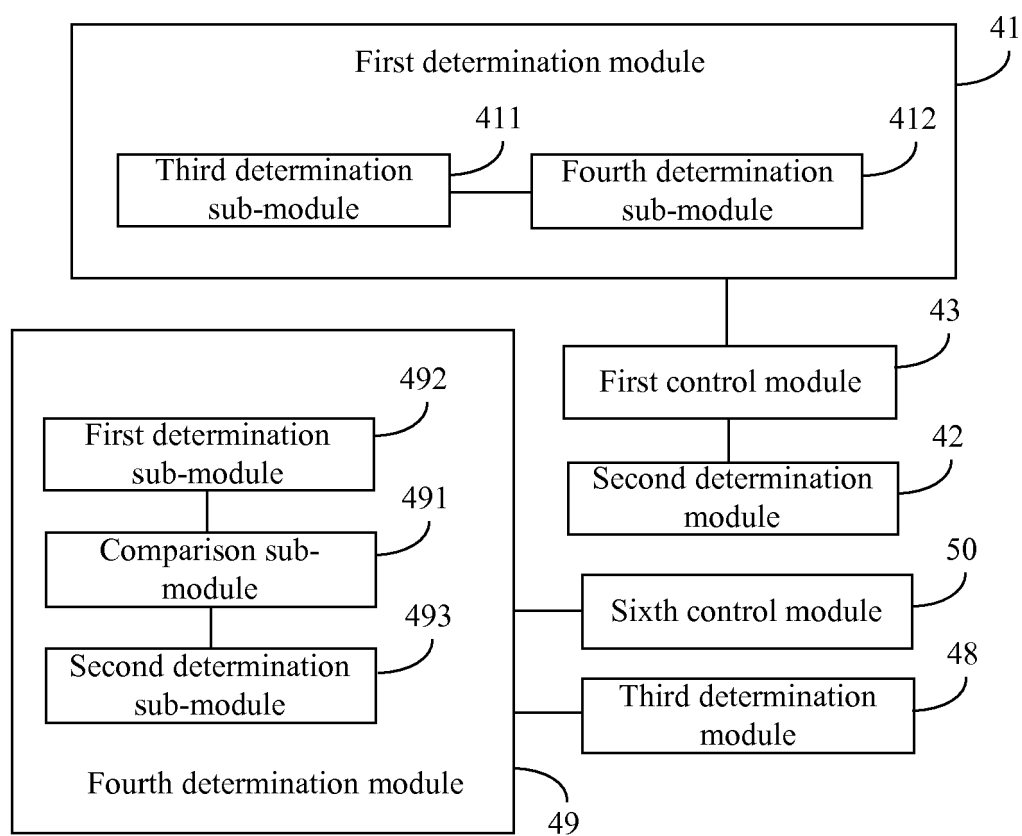 41
First determination module
411
412
Third determination
sub-module
Fourth determination
sub-module
43
First control module
492
First determination
sub-module
42
Second determination
module
491
Comparison sub-
module
50
Sixth control module
493
Second determination
sub-module
48
Third determination
module
Fourth determination module
49